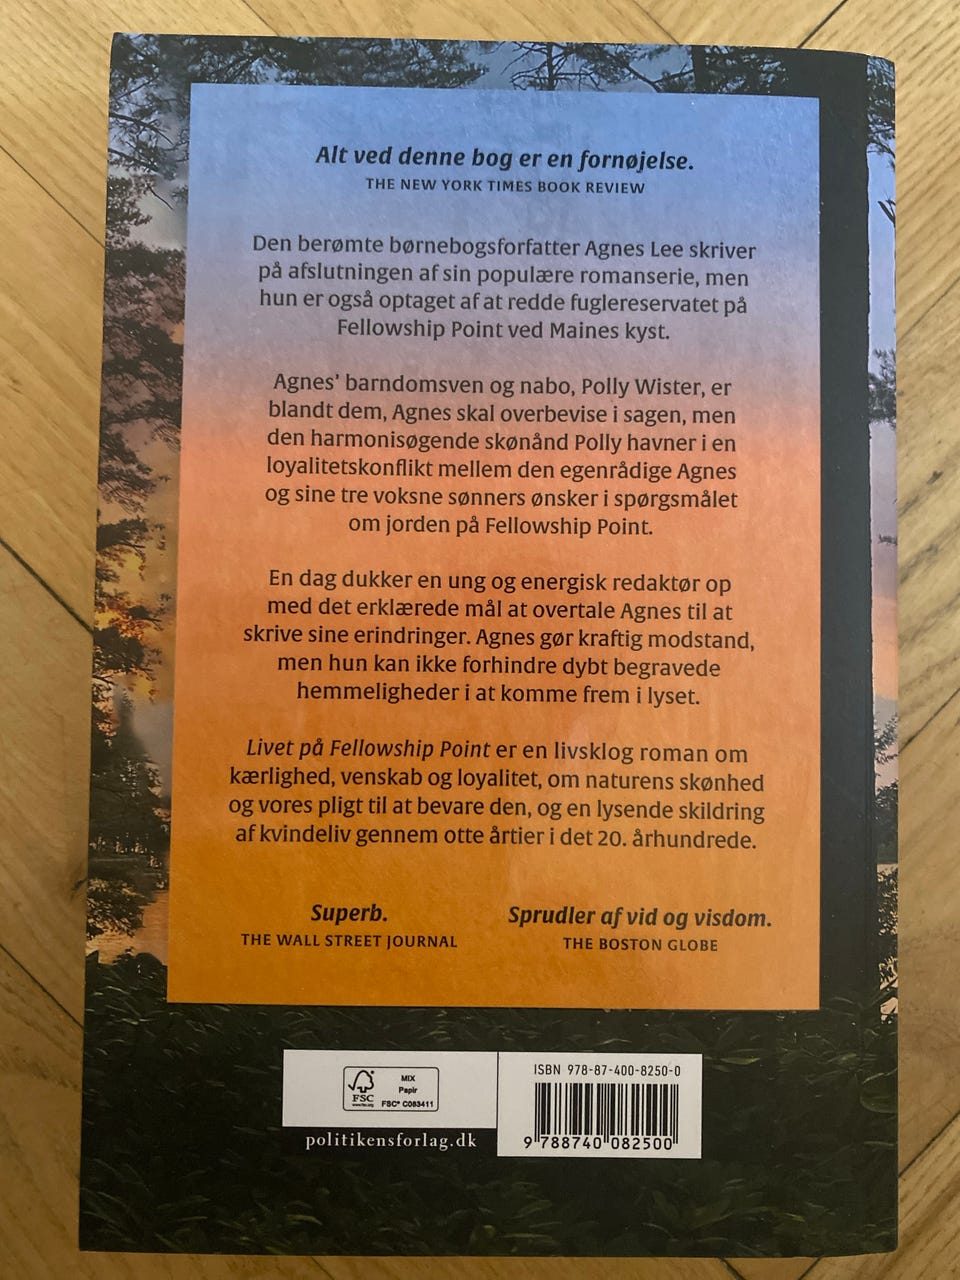 Alt ved denne bog er en fornøjelse.
THE NEW YORK TIMES BOOK REVIEW
Den berømte børnebogsforfatter Agnes Lee skriver
på afslutningen af sin populære romanserie, men
hun er også optaget af at redde fuglereservatet på
Fellowship Point ved Maines kyst.
Agnes' barndomsven og nabo, Polly Wister, er
blandt dem, Agnes skal overbevise i sagen, men
den harmonisøgende skønånd Polly havner i en
loyalitetskonflikt mellem den egenrådige Agnes
og sine tre voksne sønners ønsker i spørgsmålet
om jorden på Fellowship Point.
En dag dukker en ung og energisk redaktør op
med det erklærede mål at overtale Agnes til at
skrive sine erindringer. Agnes gør kraftig modstand,
men hun kan ikke forhindre dybt begravede
hemmeligheder i at komme frem i lyset.
Livet på Fellowship Point er en livsklog roman om
kærlighed, venskab og loyalitet, om naturens skønhed
og vores pligt til at bevare den, og en lysende skildring
af kvindeliv gennem otte årtier i det 20. århundrede.
Superb.
THE WALL STREET JOURNAL
Sprudler af vid og visdom.
THE BOSTON GLOBE
FSC
www.fsc.org
MIX
Papir
FSC® C083411
politikensforlag.dk
ISBN 978-87-400-8250-0
9 788740 082500